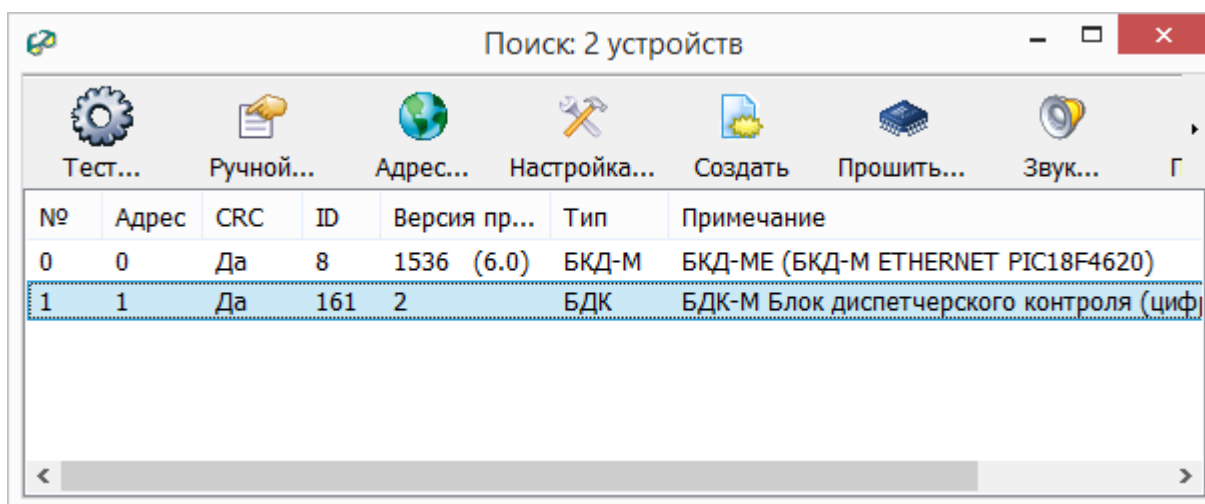 Поиск: 2 устройств
Тест... Ручной... Адрес... Настройка... Создать Прошить... Звук...
№ Адрес CRC ID Версия пр... Тип Примечание
0 0 Да 8 1536 (6.0) БКД-М БКД-МЕ (БКД-М ETHERNET PIC18F4620)
1 1 Да 161 2 БДК БДК-М Блок диспетчерского контроля